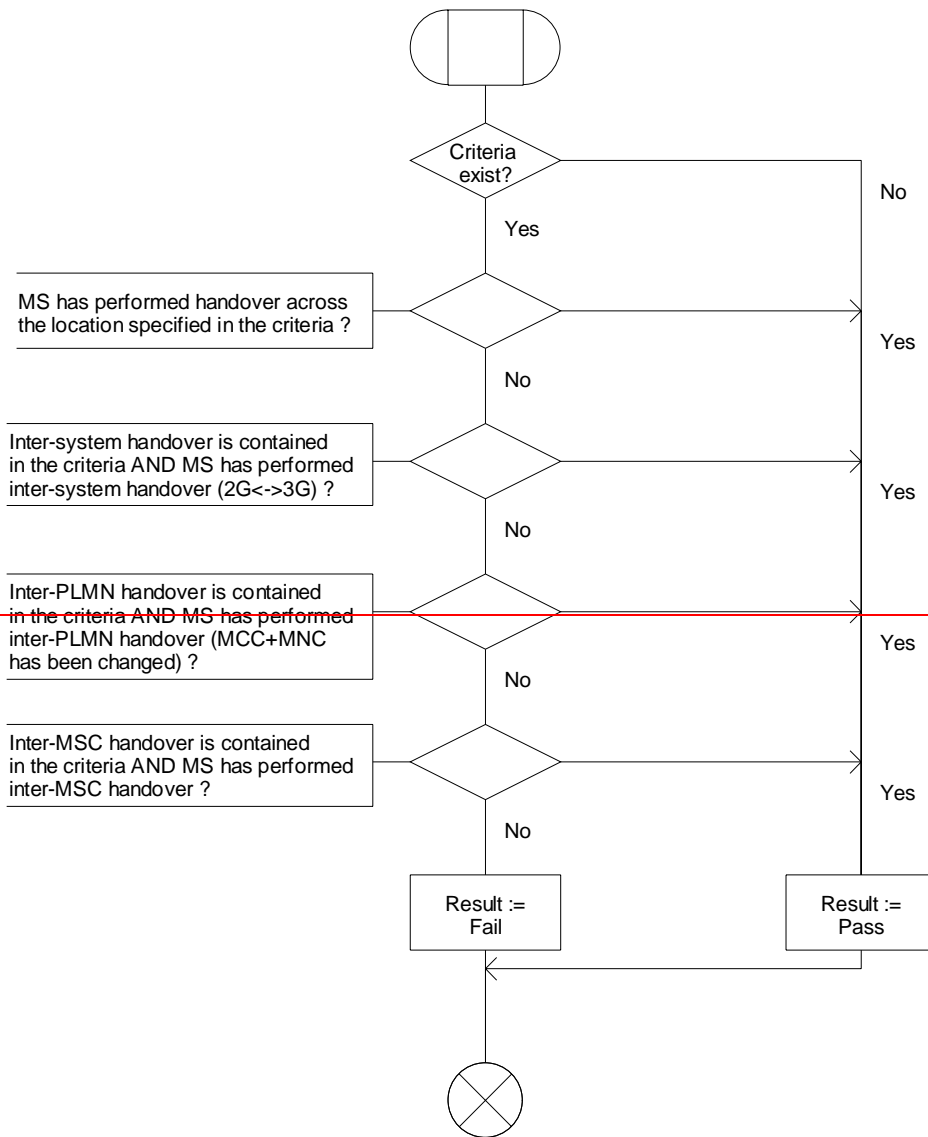 Criteria
exist?
No
Yes
MS has performed handover across
the location specified in the criteria ?
Yes
No
Inter-system handover is contained
in the criteria AND MS has performed
inter-system handover (2G<->3G) ?
Yes
No
Inter-PLMN handover is contained
in the criteria AND MS has performed
inter-PLMN handover (MCC+MNC
has been changed) ?
Yes
No
Inter-MSC handover is contained
in the criteria AND MS has performed
inter-MSC handover ?
Yes
No
Result :=
Fail
Result :=
Pass